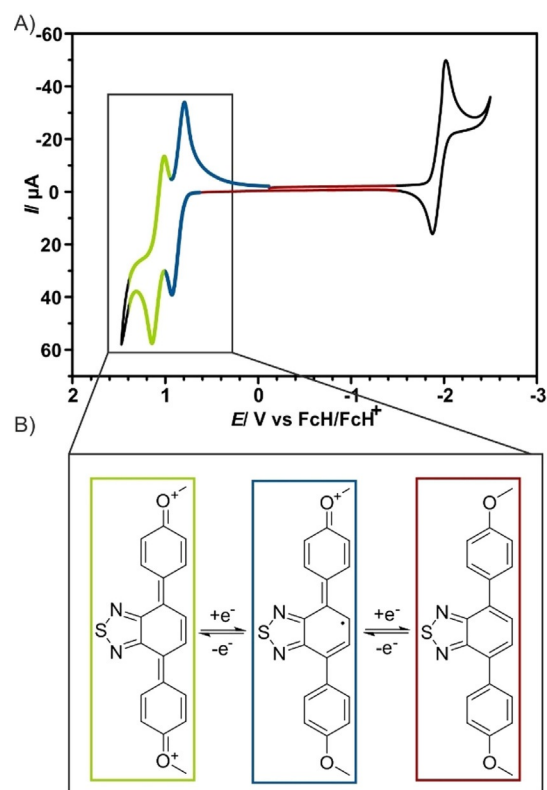 A)
-60
-40
-20
0
20
40
60
I/ µA
2 1 0 -1 -2 -3
E/ V vs FcH/FcH+
B)
O+ O+ O
N N N
S S S
N N N
+e- +e-
-e- -e-
O+ O O